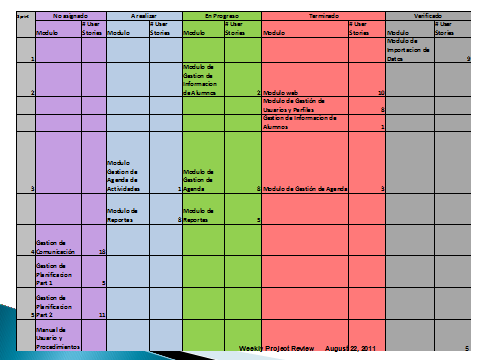 Sprint No asignado A realizar En Progreso Terminado Verificado
Modulo # User Stories Modulo # User Stories Modulo # User Stories Modulo # User Stories Modulo # User Stories
1 Modulo de Importacion de Datos 9
2 Modulo de Gestion de Informacion de Alumnos 2 Modulo web 10
Modulo de Gestión de Usuarios y Perfiles 8
Gestion de Informacion de Alumnos 1
3 Modulo Gestion de Agenda de Actividades 1 Modulo de Gestion de Agenda 8 Modulo de Gestión de Agenda 3
Modulo de Reportes 8 Modulo de Reportes 5
4 Gestion de Comunicación 18
Gestion de Planificacion Part 1 5
5 Gestion de Planificacion Part 2 11
Manual de Usuario y Procedimientos
Weekly Project Review August 22, 2011 5